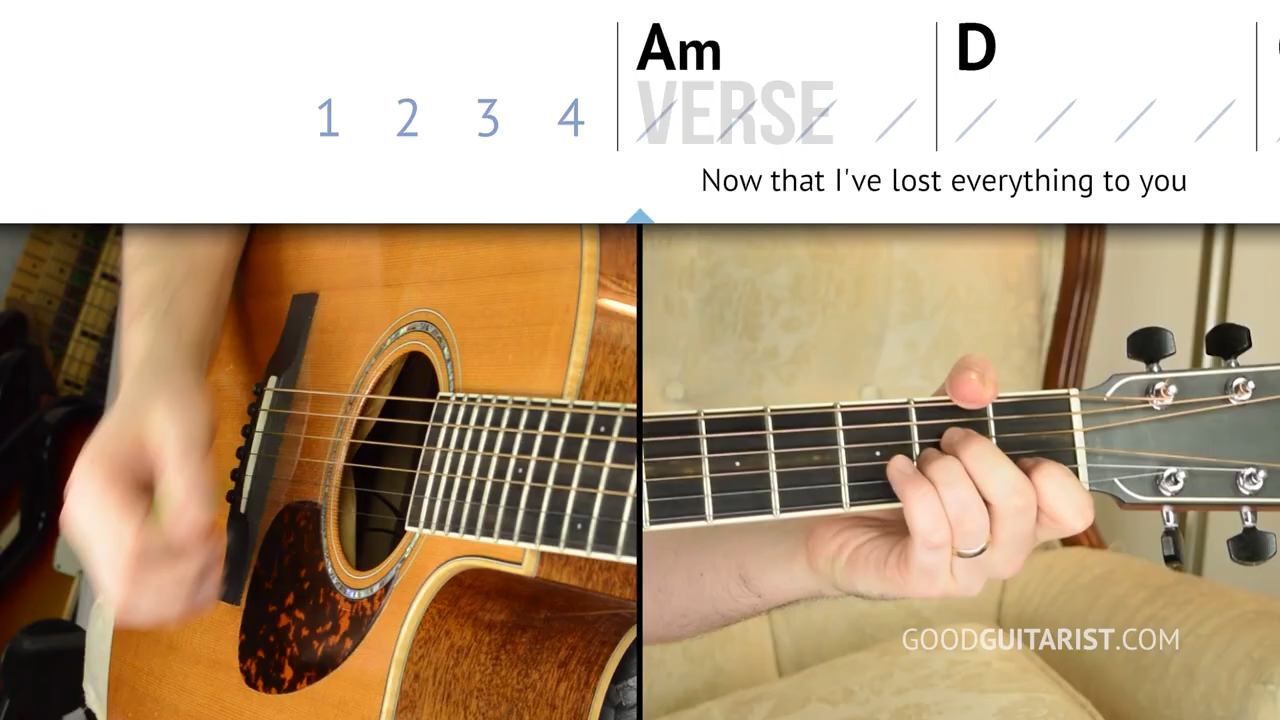 Am D
VERSE
1 2 3 4
Now that I've lost everything to you
GOODGUITARIST.COM